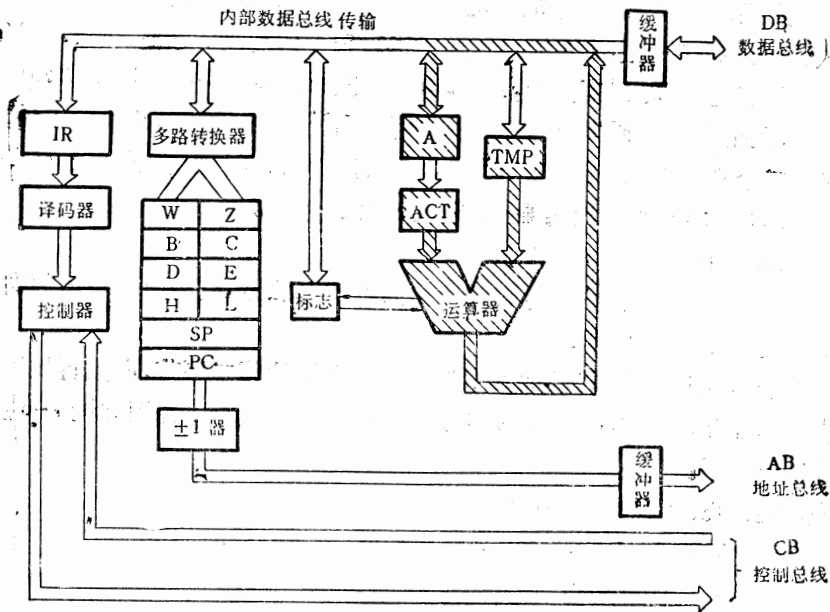 内部数据总线 传输
缓冲器
DB
数据总线
IR
多路转换器
A
TMP
译码器
ACT
W Z
B C
D E
H L
SP
PC
控制器
标志
运算器
±1器
缓冲器
AB
地址总线
CB
控制总线